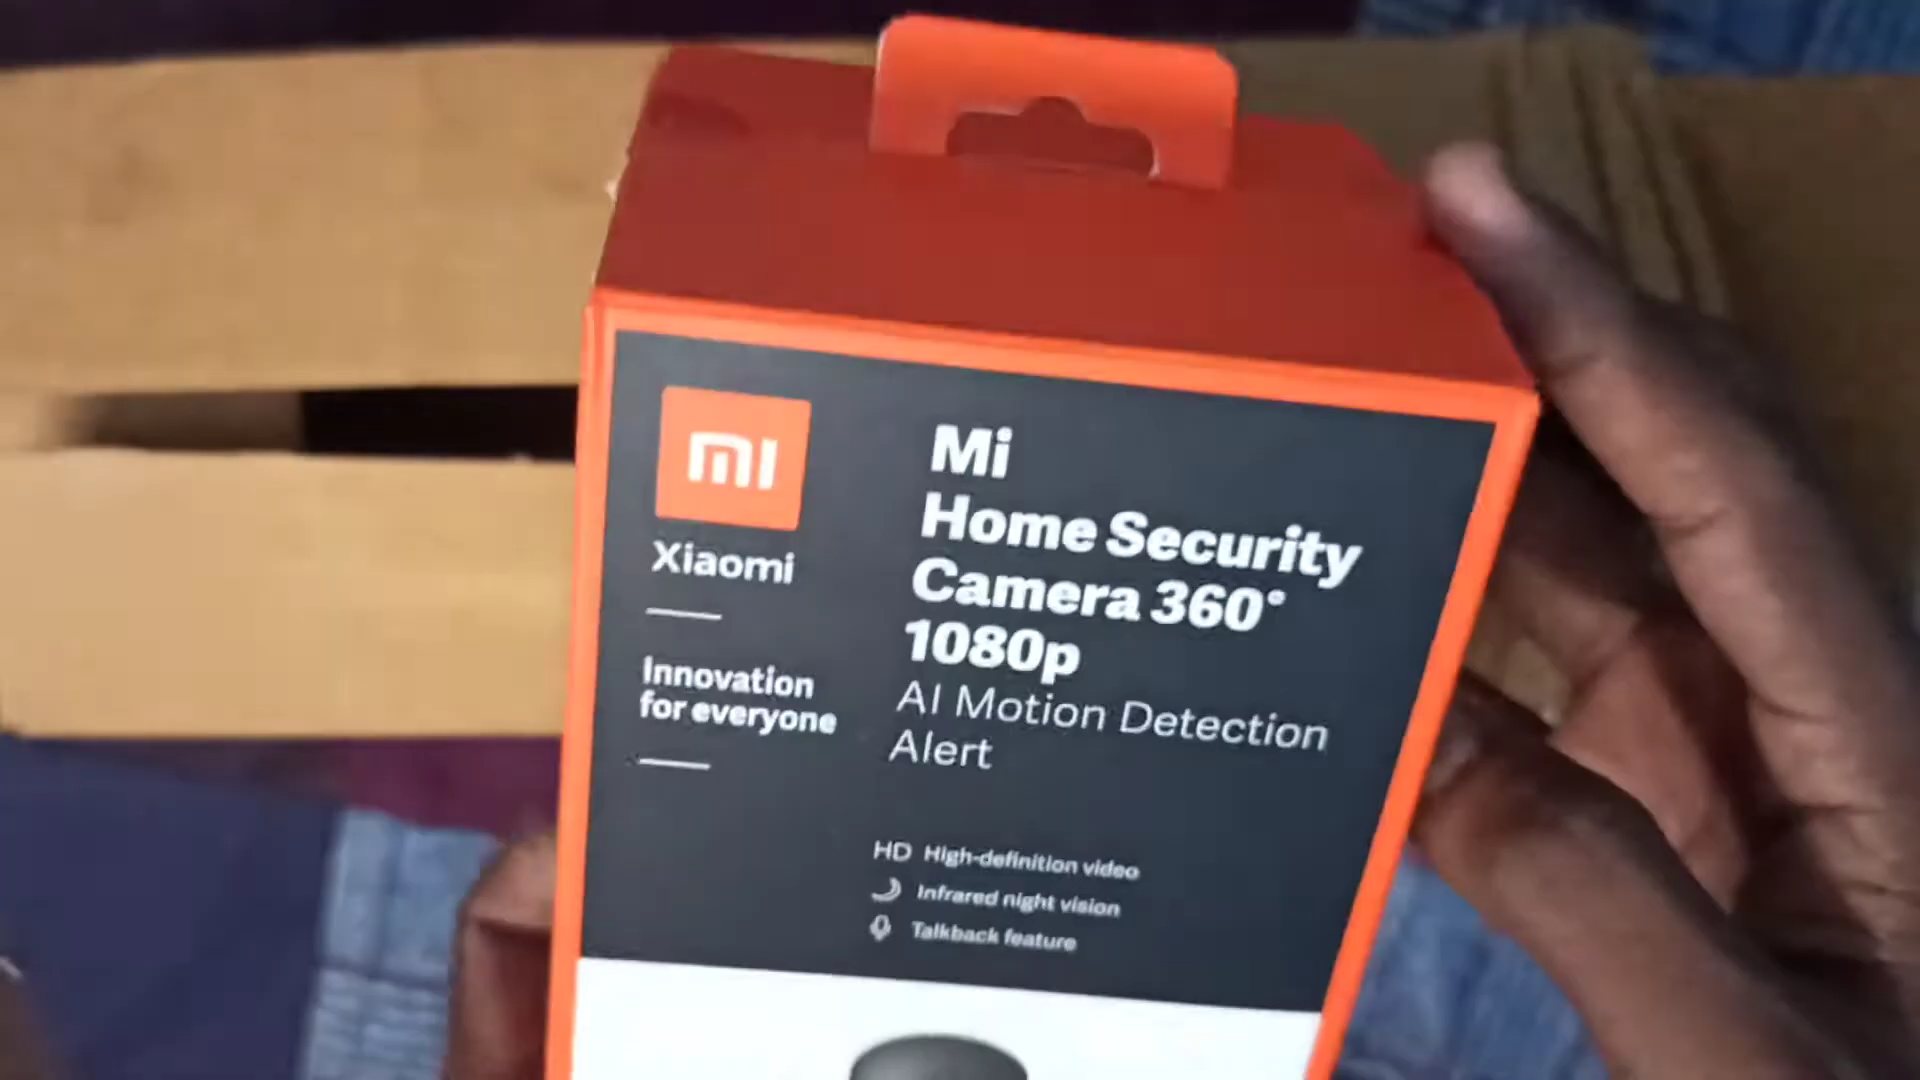 mi
Xiaomi
Innovation
for everyone
Mi
Home Security
Camera 360°
1080p
AI Motion Detection
Alert
HD High-definition video
Infrared night vision
Talkback feature